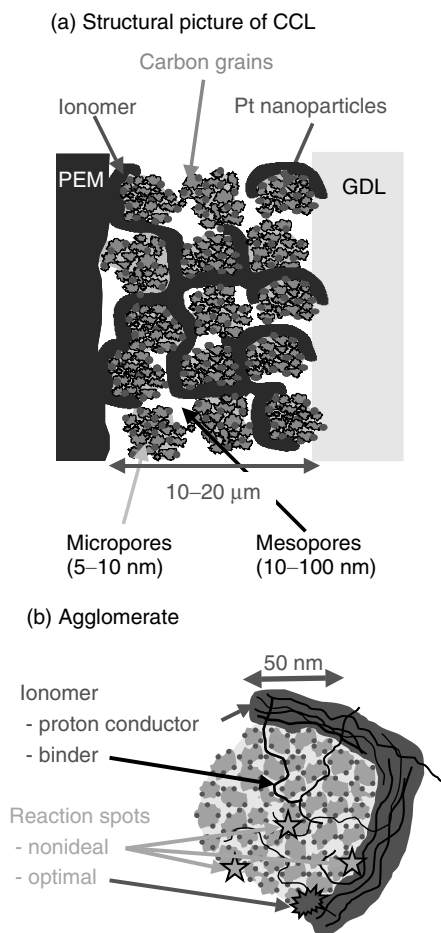 (a) Structural picture of CCL
Carbon grains
Ionomer
Pt nanoparticles
PEM
GDL
10–20 μm
Micropores
(5–10 nm)
Mesopores
(10–100 nm)
(b) Agglomerate
50 nm
Ionomer
- proton conductor
- binder
Reaction spots
- nonideal
- optimal